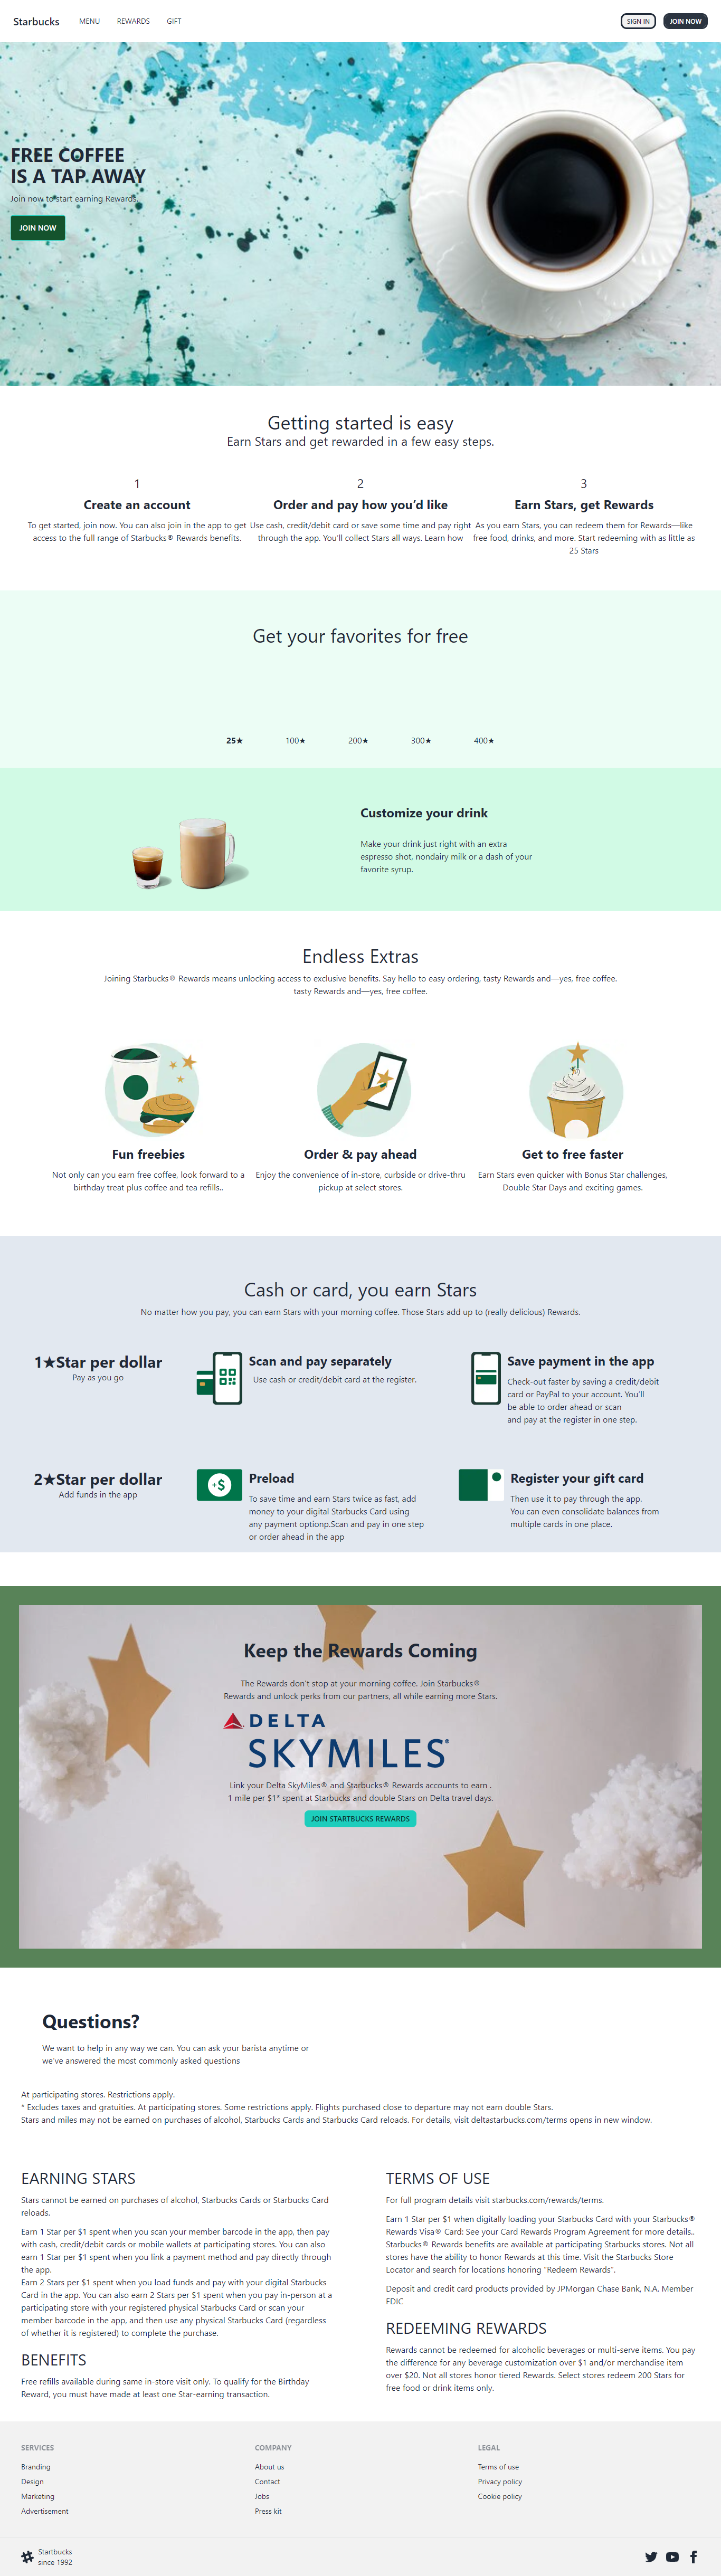 Starbucks MENU REWARDS GIFT SIGN IN JOIN NOW
FREE COFFEE
IS A TAP AWAY
Join now to start earning Rewards.
JOIN NOW
Getting started is easy
Earn Stars and get rewarded in a few easy steps.
1
Create an account
To get started, join now. You can also join in the app to get
access to the full range of Starbucks® Rewards benefits.
2
Order and pay how you'd like
Use cash, credit/debit card or save some time and pay right
through the app. You'll collect Stars all ways. Learn how
3
Earn Stars, get Rewards
As you earn Stars, you can redeem them for Rewards—like
free food, drinks, and more. Start redeeming with as little as
25 Stars
Get your favorites for free
25★ 100★ 200★ 300★ 400★
Customize your drink
Make your drink just right with an extra
espresso shot, nondairy milk or a dash of your
favorite syrup.
Endless Extras
Joining Starbucks® Rewards means unlocking access to exclusive benefits. Say hello to easy ordering, tasty Rewards and—yes, free coffee.
tasty Rewards and—yes, free coffee.
Fun freebies
Not only can you earn free coffee, look forward to a
birthday treat plus coffee and tea refills..
Order & pay ahead
Enjoy the convenience of in-store, curbside or drive-thru
pickup at select stores.
Get to free faster
Earn Stars even quicker with Bonus Star challenges,
Double Star Days and exciting games.
Cash or card, you earn Stars
No matter how you pay, you can earn Stars with your morning coffee. Those Stars add up to (really delicious) Rewards.
1★Star per dollar
Pay as you go
Scan and pay separately
Use cash or credit/debit card at the register.
Save payment in the app
Check-out faster by saving a credit/debit
card or PayPal to your account. You'll
be able to order ahead or scan
and pay at the register in one step.
2★Star per dollar
Add funds in the app
+$
Preload
To save time and earn Stars twice as fast, add
money to your digital Starbucks Card using
any payment optionp.Scan and pay in one step
or order ahead in the app
Register your gift card
Then use it to pay through the app.
You can even consolidate balances from
multiple cards in one place.
Keep the Rewards Coming
The Rewards don't stop at your morning coffee. Join Starbucks®
Rewards and unlock perks from our partners, all while earning more Stars.
DELTA
SKYMILES®
Link your Delta SkyMiles® and Starbucks® Rewards accounts to earn .
1 mile per $1* spent at Starbucks and double Stars on Delta travel days.
JOIN STARTBUCKS REWARDS
Questions?
We want to help in any way we can. You can ask your barista anytime or
we've answered the most commonly asked questions
At participating stores. Restrictions apply.
* Excludes taxes and gratuities. At participating stores. Some restrictions apply. Flights purchased close to departure may not earn double Stars.
Stars and miles may not be earned on purchases of alcohol, Starbucks Cards and Starbucks Card reloads. For details, visit deltastarbucks.com/terms opens in new window.
EARNING STARS
Stars cannot be earned on purchases of alcohol, Starbucks Cards or Starbucks Card
reloads.
Earn 1 Star per $1 spent when you scan your member barcode in the app, then pay
with cash, credit/debit cards or mobile wallets at participating stores. You can also
earn 1 Star per $1 spent when you link a payment method and pay directly through
the app.
Earn 2 Stars per $1 spent when you load funds and pay with your digital Starbucks
Card in the app. You can also earn 2 Stars per $1 spent when you pay in-person at a
participating store with your registered physical Starbucks Card or scan your
member barcode in the app, and then use any physical Starbucks Card (regardless
of whether it is registered) to complete the purchase.
BENEFITS
Free refills available during same in-store visit only. To qualify for the Birthday
Reward, you must have made at least one Star-earning transaction.
TERMS OF USE
For full program details visit starbucks.com/rewards/terms.
Earn 1 Star per $1 when digitally loading your Starbucks Card with your Starbucks®
Rewards Visa® Card: See your Card Rewards Program Agreement for more details..
Starbucks® Rewards benefits are available at participating Starbucks stores. Not all
stores have the ability to honor Rewards at this time. Visit the Starbucks Store
Locator and search for locations honoring "Redeem Rewards".
Deposit and credit card products provided by JPMorgan Chase Bank, N.A. Member
FDIC
REDEEMING REWARDS
Rewards cannot be redeemed for alcoholic beverages or multi-serve items. You pay
the difference for any beverage customization over $1 and/or merchandise item
over $20. Not all stores honor tiered Rewards. Select stores redeem 200 Stars for
free food or drink items only.
SERVICES
Branding
Design
Marketing
Advertisement
COMPANY
About us
Contact
Jobs
Press kit
LEGAL
Terms of use
Privacy policy
Cookie policy
Startbucks
since 1992